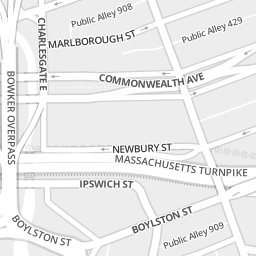 Public Alley 908
Public Alley 429
MARLBOROUGH ST
CHARLESGATE E
COMMONWEALTH AVE
BOWKER OVERPASS
NEWBURY ST
MASSACHUSETTS TURNPIKE
IPSWICH ST
BOYLSTON ST
BOYLSTON ST
Public Alley 909